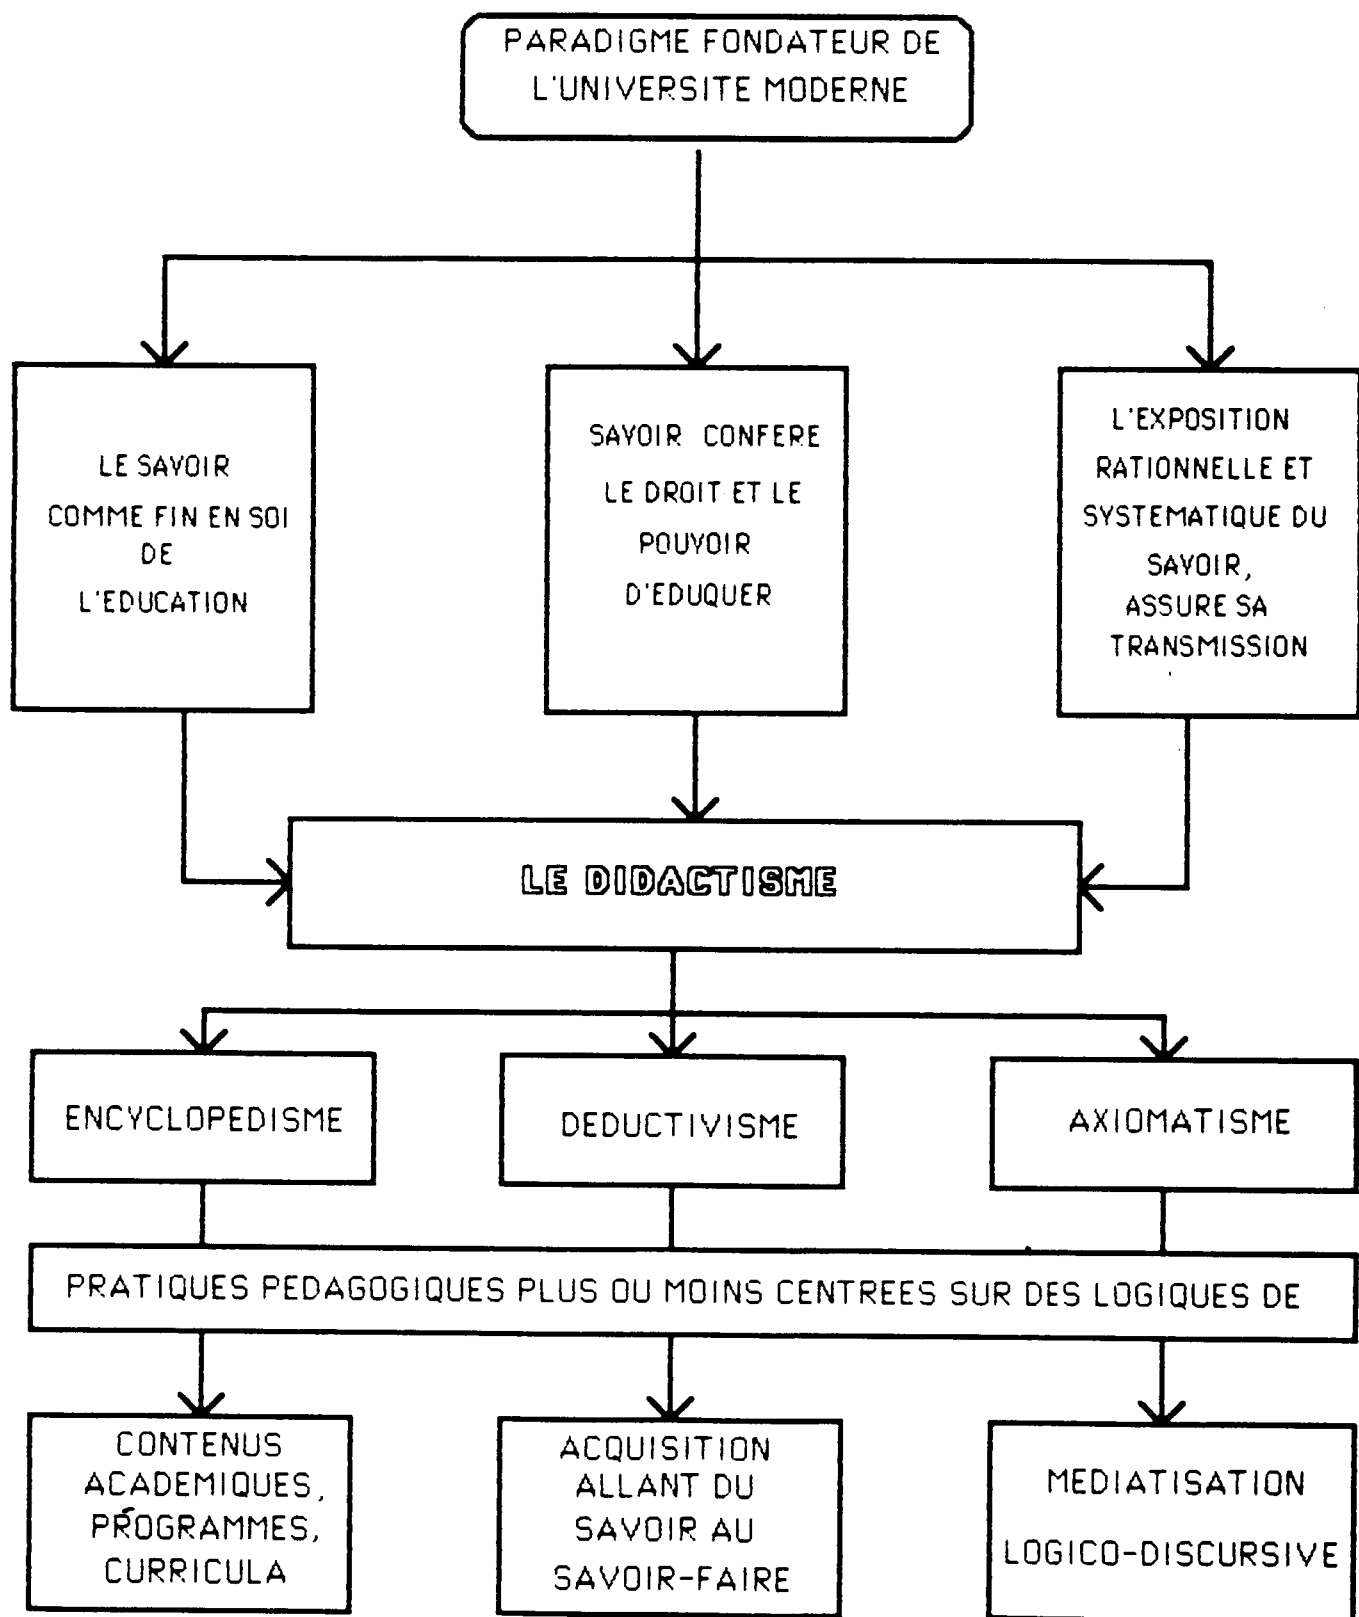 PARADIGME FONDATEUR DE
L'UNIVERSITE MODERNE
LE SAVOIR
COMME FIN EN SOI
DE
L'EDUCATION
SAVOIR CONFERE
LE DROIT ET LE
POUVOIR
D'EDUQUER
L'EXPOSITION
RATIONNELLE ET
SYSTEMATIQUE DU
SAVOIR,
ASSURE SA
TRANSMISSION
LE DIDACTISME
ENCYCLOPEDISME
DEDUCTIVISME
AXIOMATISME
PRATIQUES PEDAGOGIQUES PLUS OU MOINS CENTREES SUR DES LOGIQUES DE
CONTENUS
ACADEMIQUES,
PROGRAMMES,
CURRICULA
ACQUISITION
ALLANT DU
SAVOIR AU
SAVOIR-FAIRE
MEDIATISATION
LOGICO-DISCURSIVE